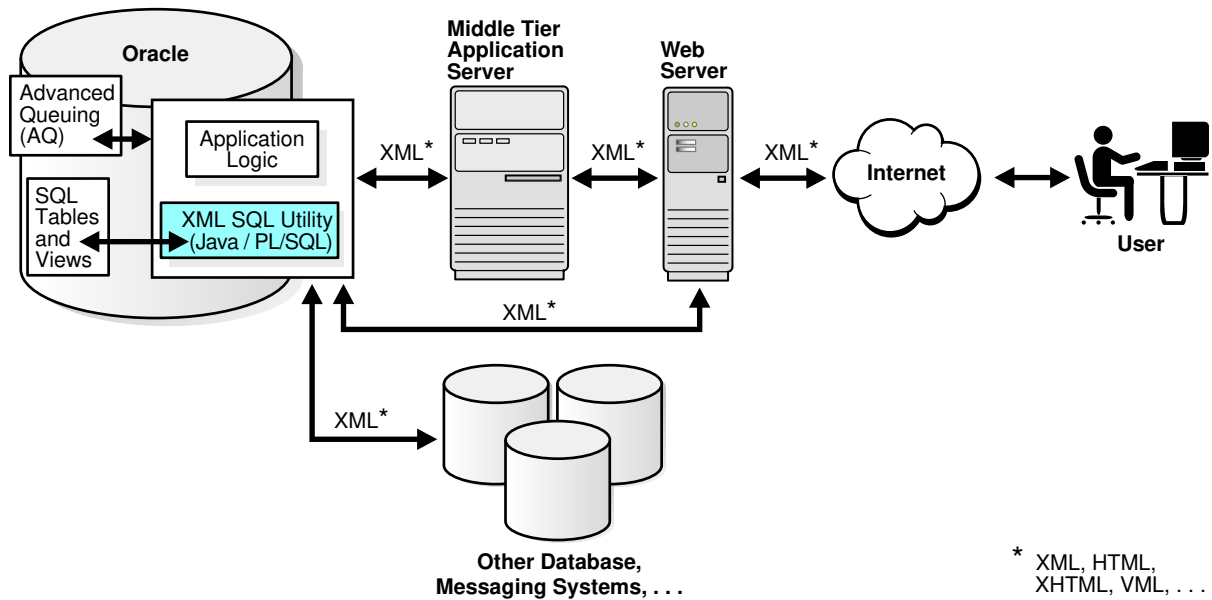 Oracle
Advanced
Queuing
(AQ)
Application
Logic
SQL
Tables
and
Views
XML SQL Utility
(Java / PL/SQL)
XML*
Middle Tier
Application
Server
XML*
Web
Server
XML*
Internet
User
XML*
XML*
Other Database,
Messaging Systems, . . .
* XML, HTML,
XHTML, VML, . . .